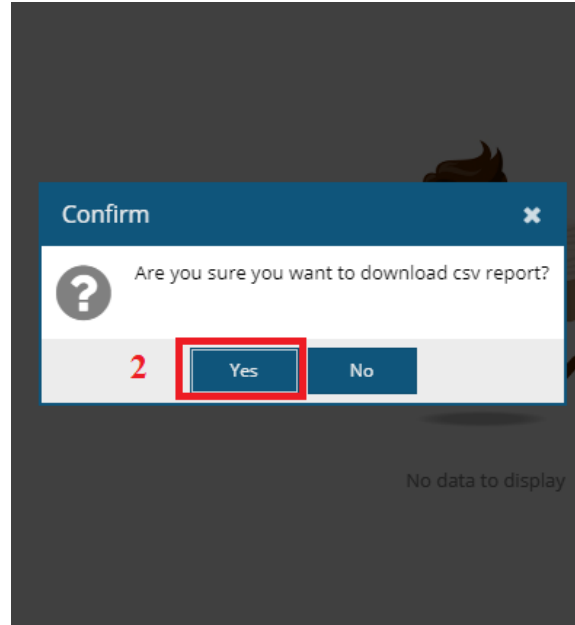 Confirm
Are you sure you want to download csv report?
2 Yes No
No data to display